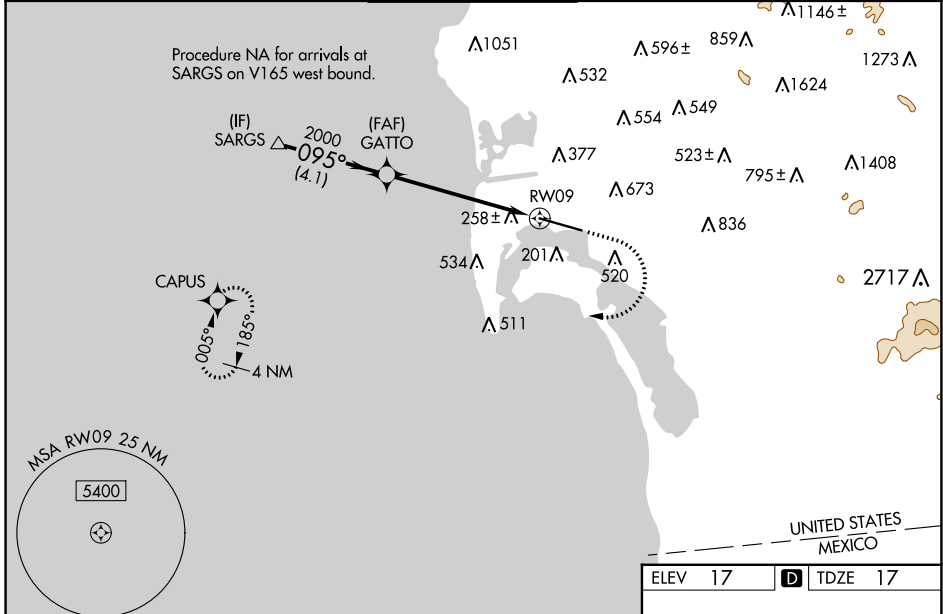 1146±
1051
596±
859
1273
Procedure NA for arrivals at
SARGS on V165 west bound.
532
1624
554
549
(IF)
SARGS
2000
095°
(4.1)
(FAF)
GATTO
377
523±
795±
1408
673
RW09
258±
836
534
201
520
CAPUS
2717
005°
185°
511
4 NM
MSA RW09 25 NM
5400
UNITED STATES
MEXICO
ELEV 17 D TDZE 17